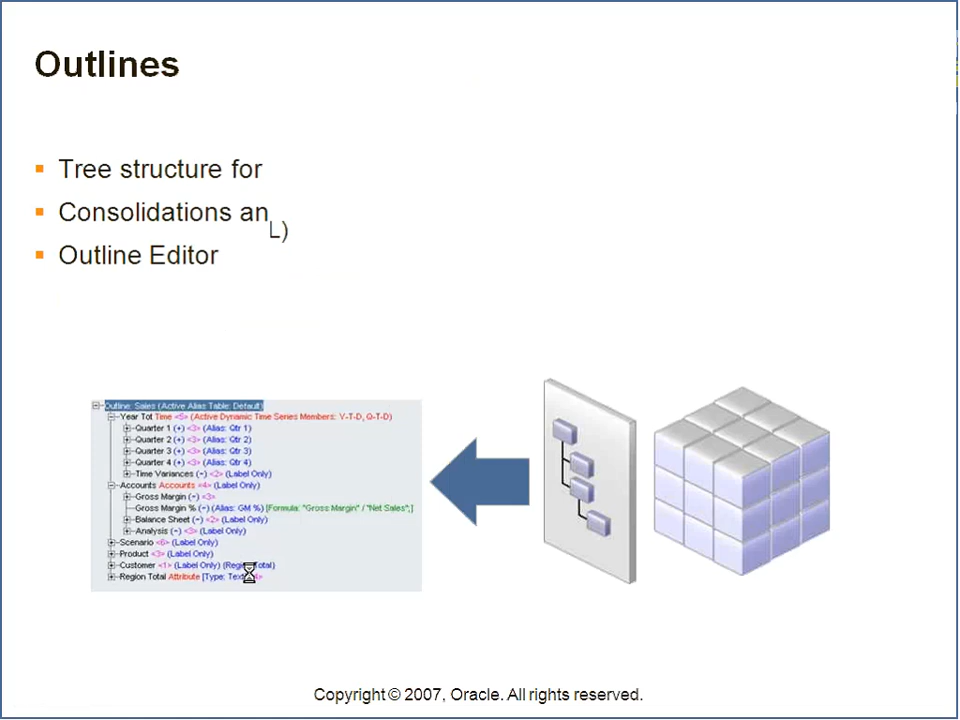 Outlines
Tree structure for
Consolidations an
L)
Outline Editor
Outline: Sales (Active Alias Table: Default)
Year Tot Time <5> (Active Dynamic Time Series Members: Y-T-D, Q-T-D)
Quarter 1 (+) <3> (Alias: Qtr 1)
Quarter 2 (+) <3> (Alias: Qtr 2)
Quarter 3 (+) <3> (Alias: Qtr 3)
Quarter 4 (+) <3> (Alias: Qtr 4)
Time Variances (~) <2> (Label Only)
Accounts Accounts <4> (Label Only)
Gross Margin (~) <3>
Gross Margin % (~) (Alias: GM %) [Formula: "Gross Margin" / "Net Sales";]
Balance Sheet (~) <2> (Label Only)
Analysis (~) <3> (Label Only)
Scenario <6> (Label Only)
Product <3> (Label Only)
Customer <1> (Label Only) (Region Total)
Region Total Attribute [Type: Text
Copyright © 2007, Oracle. All rights reserved.